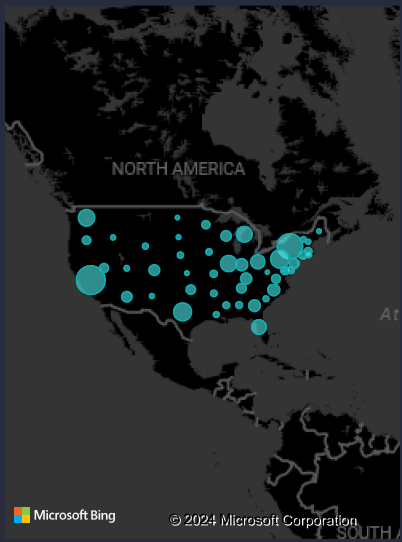 NORTH AMERICA
At
Microsoft Bing
© 2024 Microsoft Corporation
SOUTH A